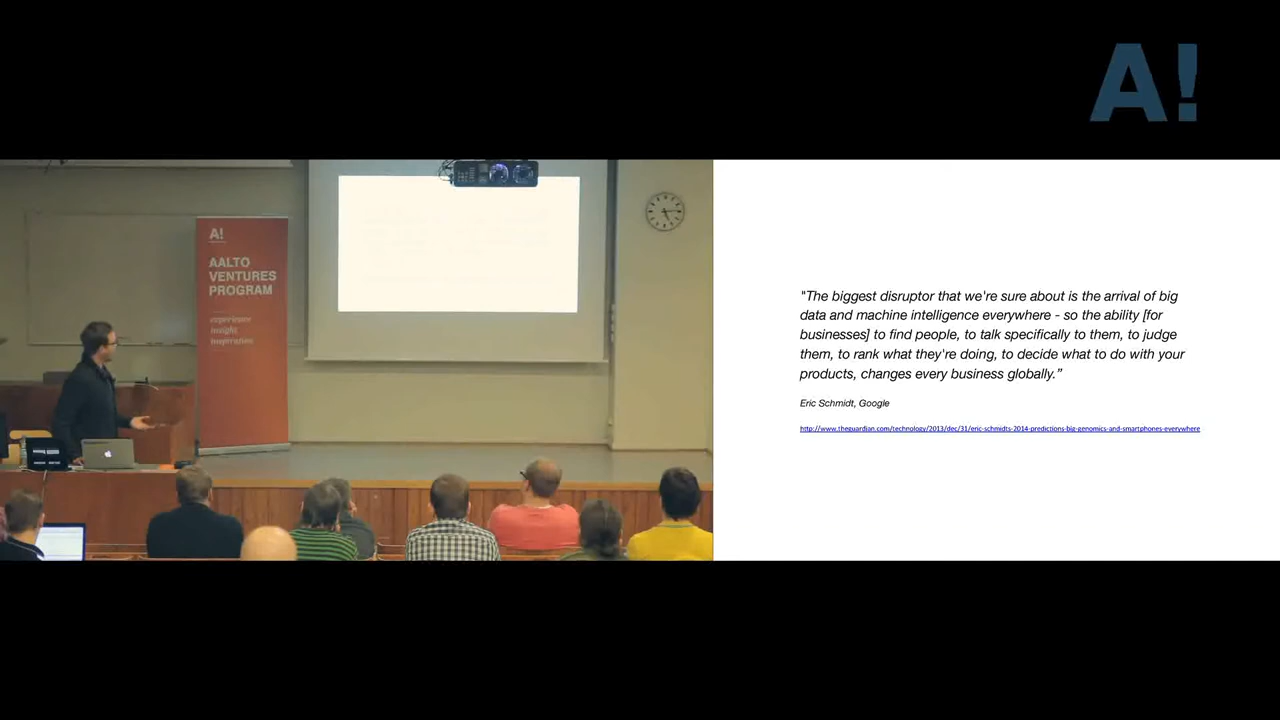 A!
A!
AALTO
VENTURES
PROGRAM
experience
insight
inspiration
"The biggest disruptor that we're sure about is the arrival of big
data and machine intelligence everywhere - so the ability [for
businesses] to find people, to talk specifically to them, to judge
them, to rank what they're doing, to decide what to do with your
products, changes every business globally.”
Eric Schmidt, Google
http://www.theguardian.com/technology/2013/dec/31/eric-schmidts-2014-predictions-big-genomics-and-smartphones-everywhere